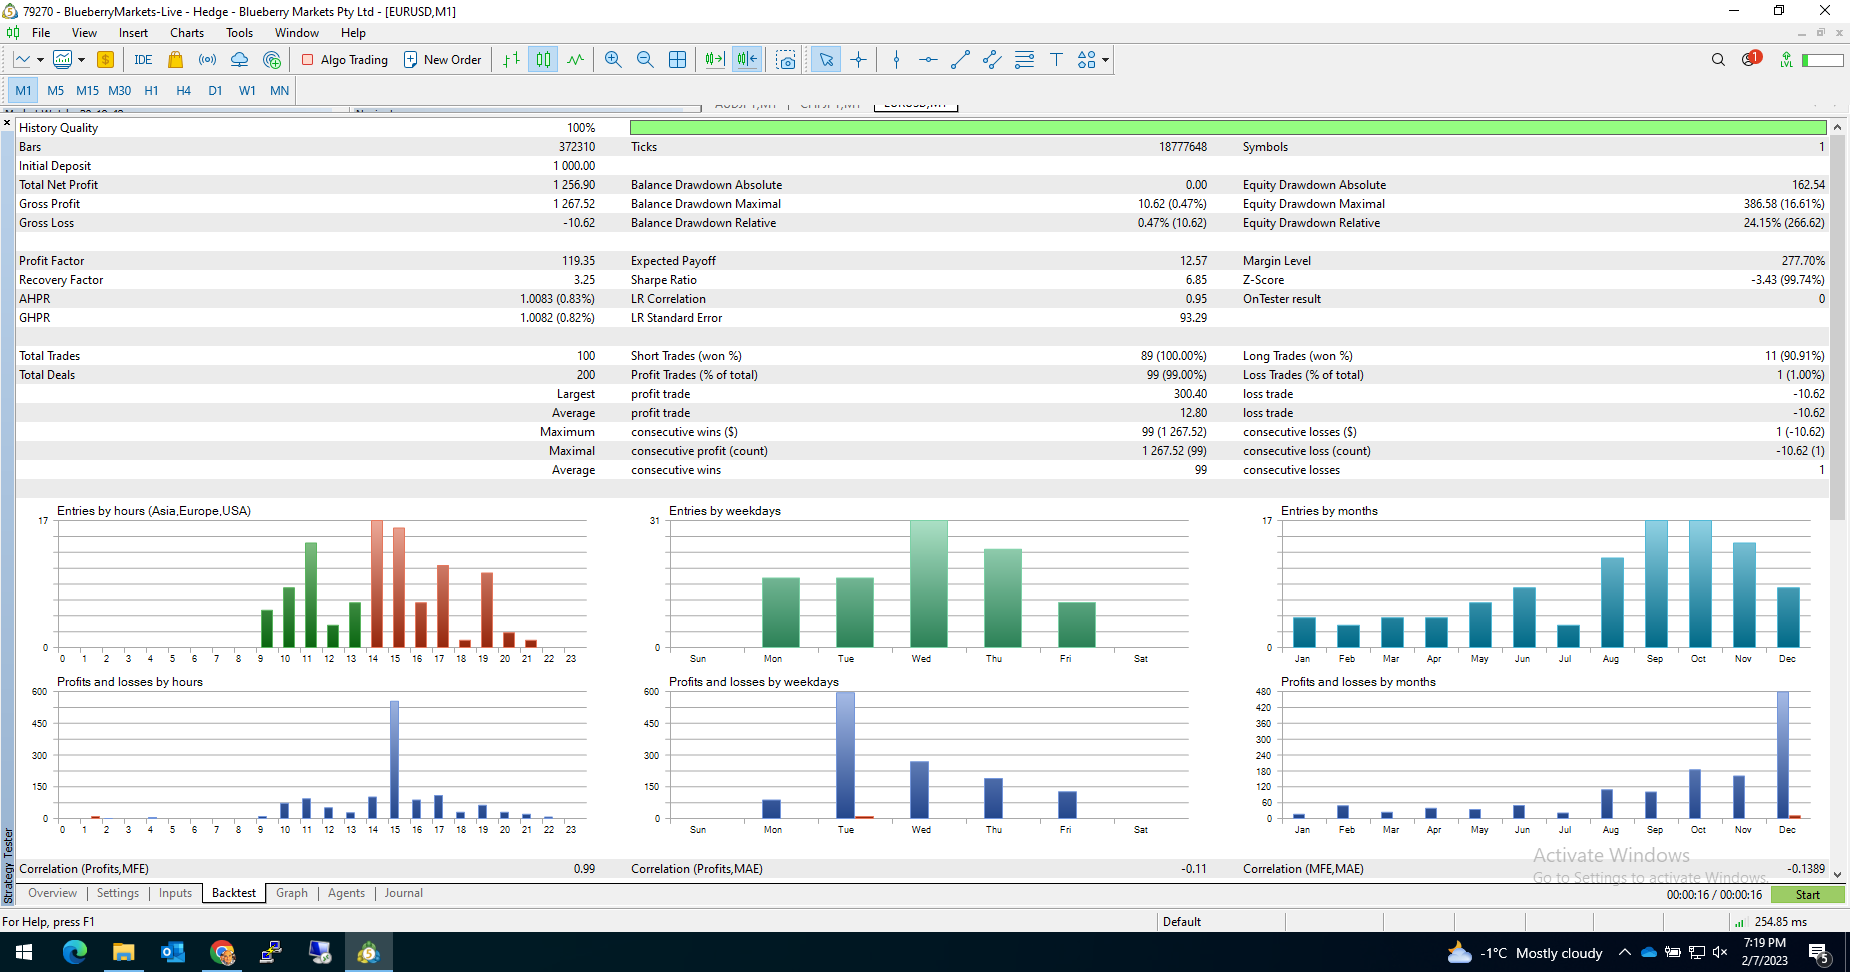 79270 - BlueberryMarkets-Live - Hedge - Blueberry Markets Pty Ltd - [EURUSD,M1]
File View Insert Charts Tools Window Help
IDE Algo Trading New Order 1 LVL
M1 M5 M15 M30 H1 H4 D1 W1 MN
History Quality 100%
Bars 372310 Ticks 18777648 Symbols 1
Initial Deposit 1 000.00
Total Net Profit 1 256.90 Balance Drawdown Absolute 0.00 Equity Drawdown Absolute 162.54
Gross Profit 1 267.52 Balance Drawdown Maximal 10.62 (0.47%) Equity Drawdown Maximal 386.58 (16.61%)
Gross Loss -10.62 Balance Drawdown Relative 0.47% (10.62) Equity Drawdown Relative 24.15% (266.62)
Profit Factor 119.35 Expected Payoff 12.57 Margin Level 277.70%
Recovery Factor 3.25 Sharpe Ratio 6.85 Z-Score -3.43 (99.74%)
AHPR 1.0083 (0.83%) LR Correlation 0.95 OnTester result 0
GHPR 1.0082 (0.82%) LR Standard Error 93.29
Total Trades 100 Short Trades (won %) 89 (100.00%) Long Trades (won %) 11 (90.91%)
Total Deals 200 Profit Trades (% of total) 99 (99.00%) Loss Trades (% of total) 1 (1.00%)
Largest profit trade 300.40 loss trade -10.62
Average profit trade 12.80 loss trade -10.62
Maximum consecutive wins ($) 99 (1 267.52) consecutive losses ($) 1 (-10.62)
Maximal consecutive profit (count) 1 267.52 (99) consecutive loss (count) -10.62 (1)
Average consecutive wins 99 consecutive losses 1
Entries by hours (Asia,Europe,USA)
17
0
0 1 2 3 4 5 6 7 8 9 10 11 12 13 14 15 16 17 18 19 20 21 22 23
Entries by weekdays
31
0
Sun Mon Tue Wed Thu Fri Sat
Entries by months
17
0
Jan Feb Mar Apr May Jun Jul Aug Sep Oct Nov Dec
Profits and losses by hours
600
450
300
150
0
0 1 2 3 4 5 6 7 8 9 10 11 12 13 14 15 16 17 18 19 20 21 22 23
Profits and losses by weekdays
600
450
300
150
0
Sun Mon Tue Wed Thu Fri Sat
Profits and losses by months
480
420
360
300
240
180
120
60
0
Jan Feb Mar Apr May Jun Jul Aug Sep Oct Nov Dec
Activate Windows
Go to Settings to activate Windows.
Correlation (Profits,MFE) 0.99 Correlation (Profits,MAE) -0.11 Correlation (MFE,MAE) -0.1389
Strategy Tester
Overview Settings Inputs Backtest Graph Agents Journal 00:00:16 / 00:00:16 Start
For Help, press F1 Default 254.85 ms
-1°C Mostly cloudy 7:19 PM
2/7/2023 5